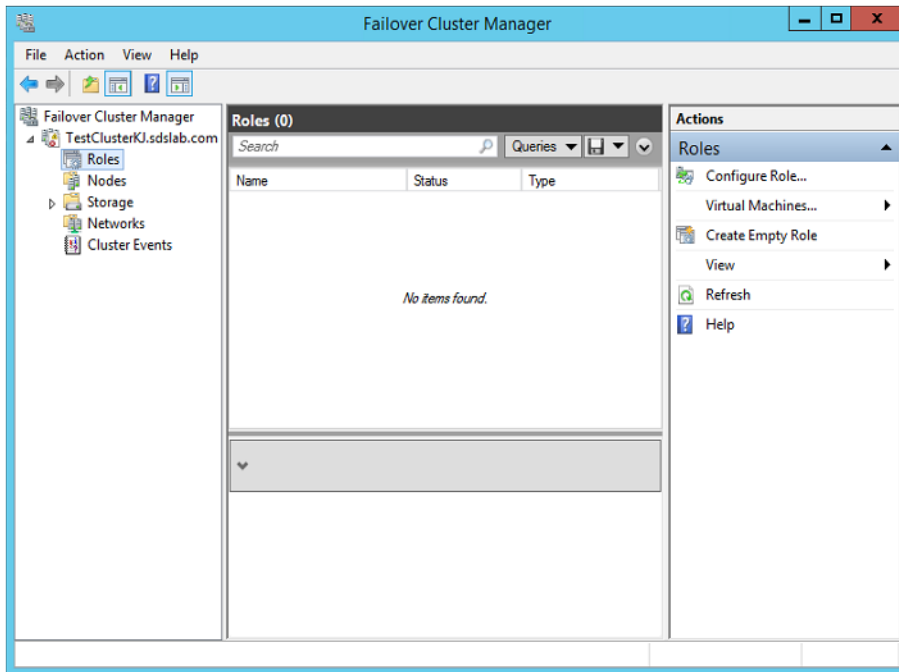 Failover Cluster Manager
File Action View Help
Failover Cluster Manager
TestClusterKJ.sdslab.com
Roles
Nodes
Storage
Networks
Cluster Events
Roles (0)
Search
Queries
Name Status Type
No items found.
Actions
Roles
Configure Role...
Virtual Machines...
Create Empty Role
View
Refresh
Help